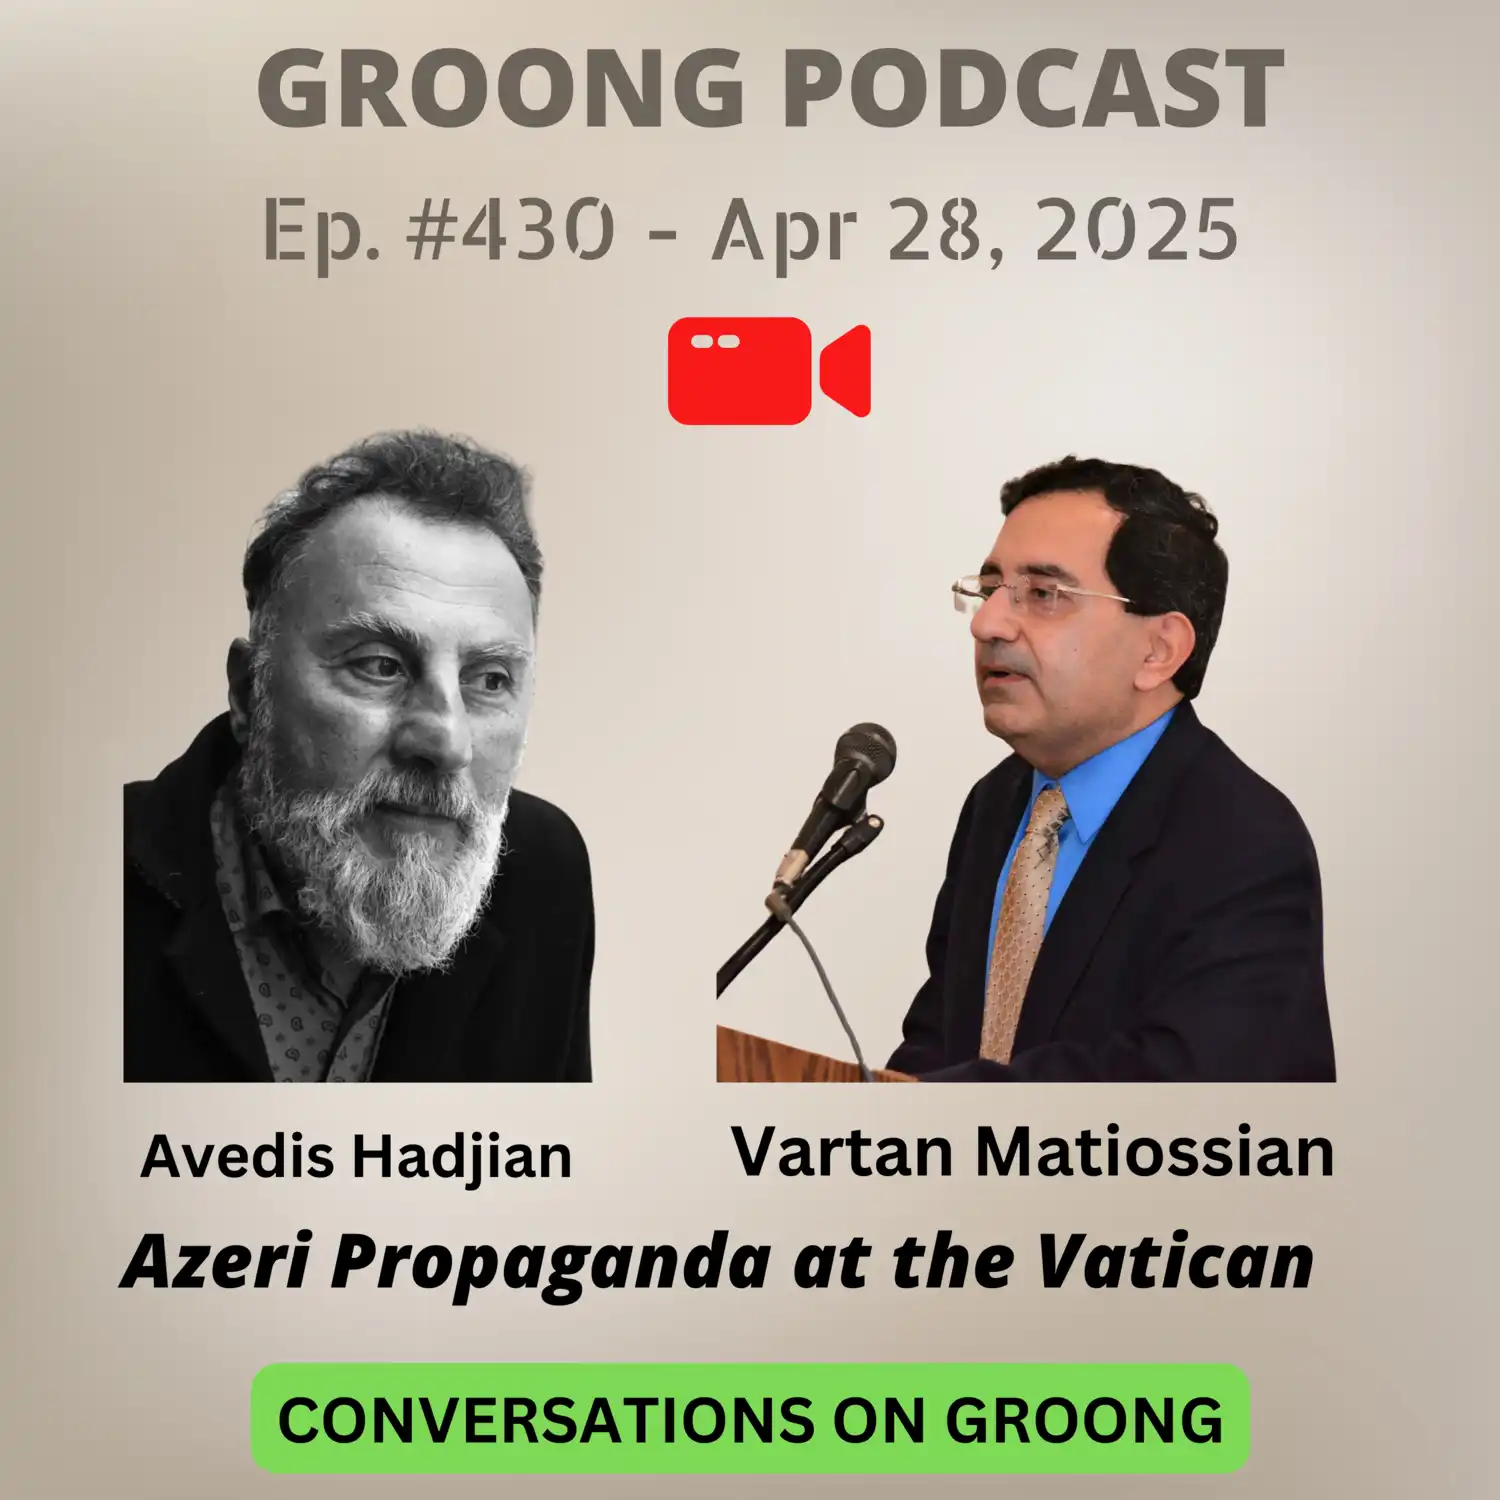 GROONG PODCAST
Ep. #430 - Apr 28, 2025
Avedis Hadjian
Vartan Matiossian
Azeri Propaganda at the Vatican
CONVERSATIONS ON GROONG